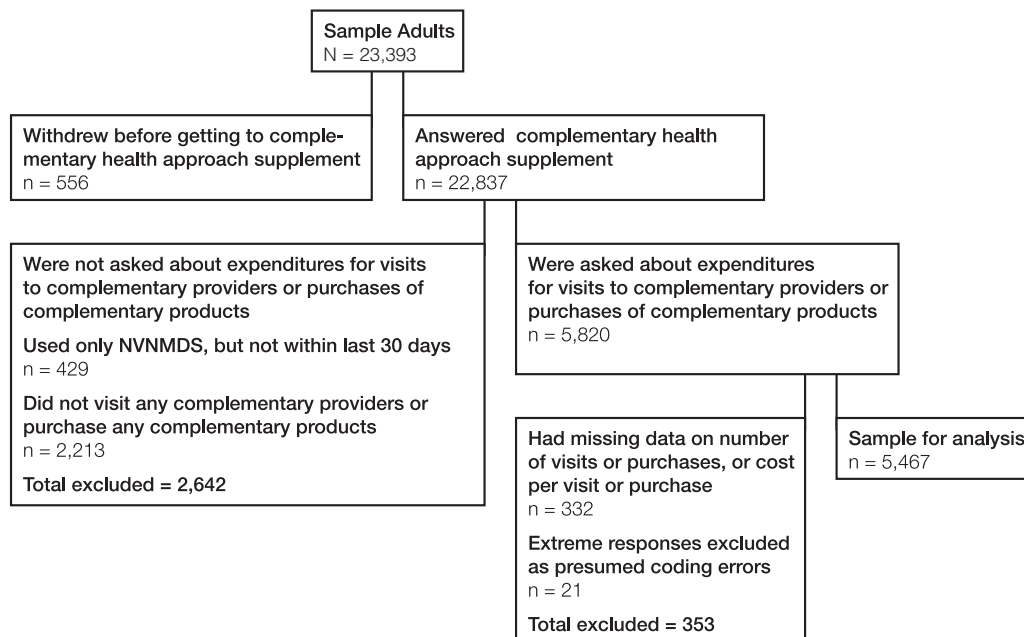 Sample Adults
N = 23,393
Withdrew before getting to comple-
mentary health approach supplement
n = 556
Answered complementary health
approach supplement
n = 22,837
Were not asked about expenditures for visits
to complementary providers or purchases of
complementary products
Used only NVNMDS, but not within last 30 days
n = 429
Did not visit any complementary providers or
purchase any complementary products
n = 2,213
Total excluded = 2,642
Were asked about expenditures
for visits to complementary providers or
purchases of complementary products
n = 5,820
Had missing data on number
of visits or purchases, or cost
per visit or purchase
n = 332
Extreme responses excluded
as presumed coding errors
n = 21
Total excluded = 353
Sample for analysis
n = 5,467